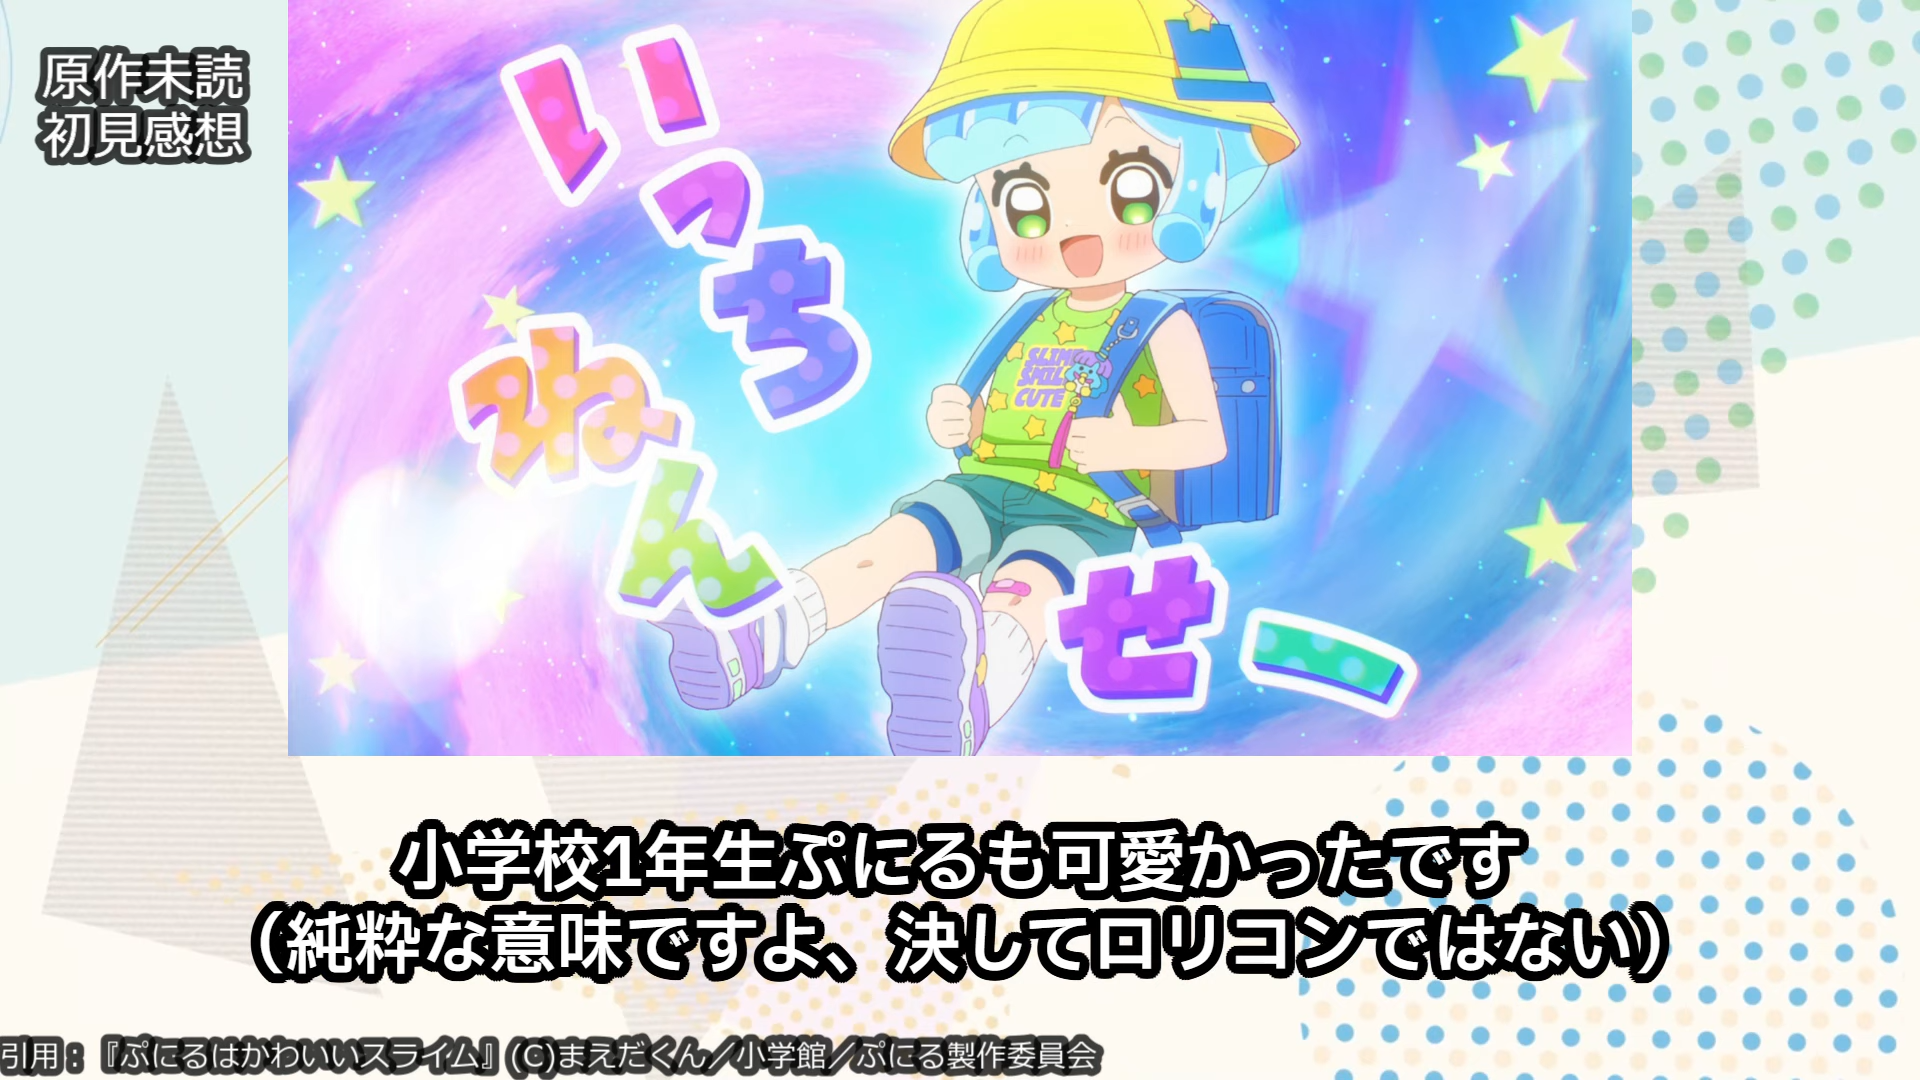 原作未読
初見感想
いっち
ねん
せー
SLIME
SMILE
CUTE
小学校1年生ぷにるも可愛かったです
（純粋な意味ですよ、決してロリコンではない）
引用：『ぷにるはかわいいスライム』(C)まえだくん／小学館／ぷにる製作委員会